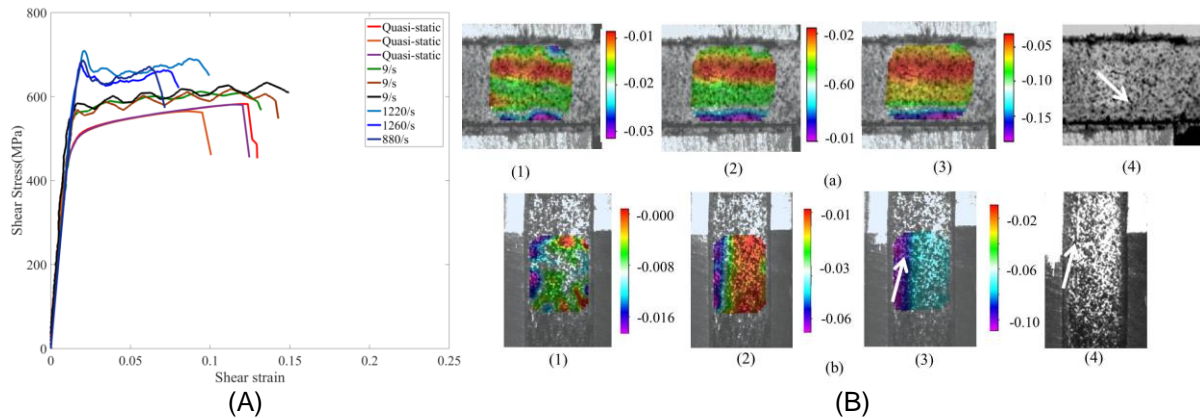 (A)
800
600
400
200
0
0
0.05
0.1
0.15
0.2
0.25
Shear Stress(MPa)
Shear strain
Quasi-static
Quasi-static
Quasi-static
9/s
9/s
9/s
1220/s
1260/s
880/s
-0.01
-0.03
-0.01
-0.60
-0.01
-0.05
-0.10
-0.15
(1)
(2)
(3)
(4)
(a)
-0.000
-0.008
-0.016
-0.01
-0.03
-0.06
-0.02
-0.06
-0.10
(1)
(2)
(3)
(4)
(b)
(B)